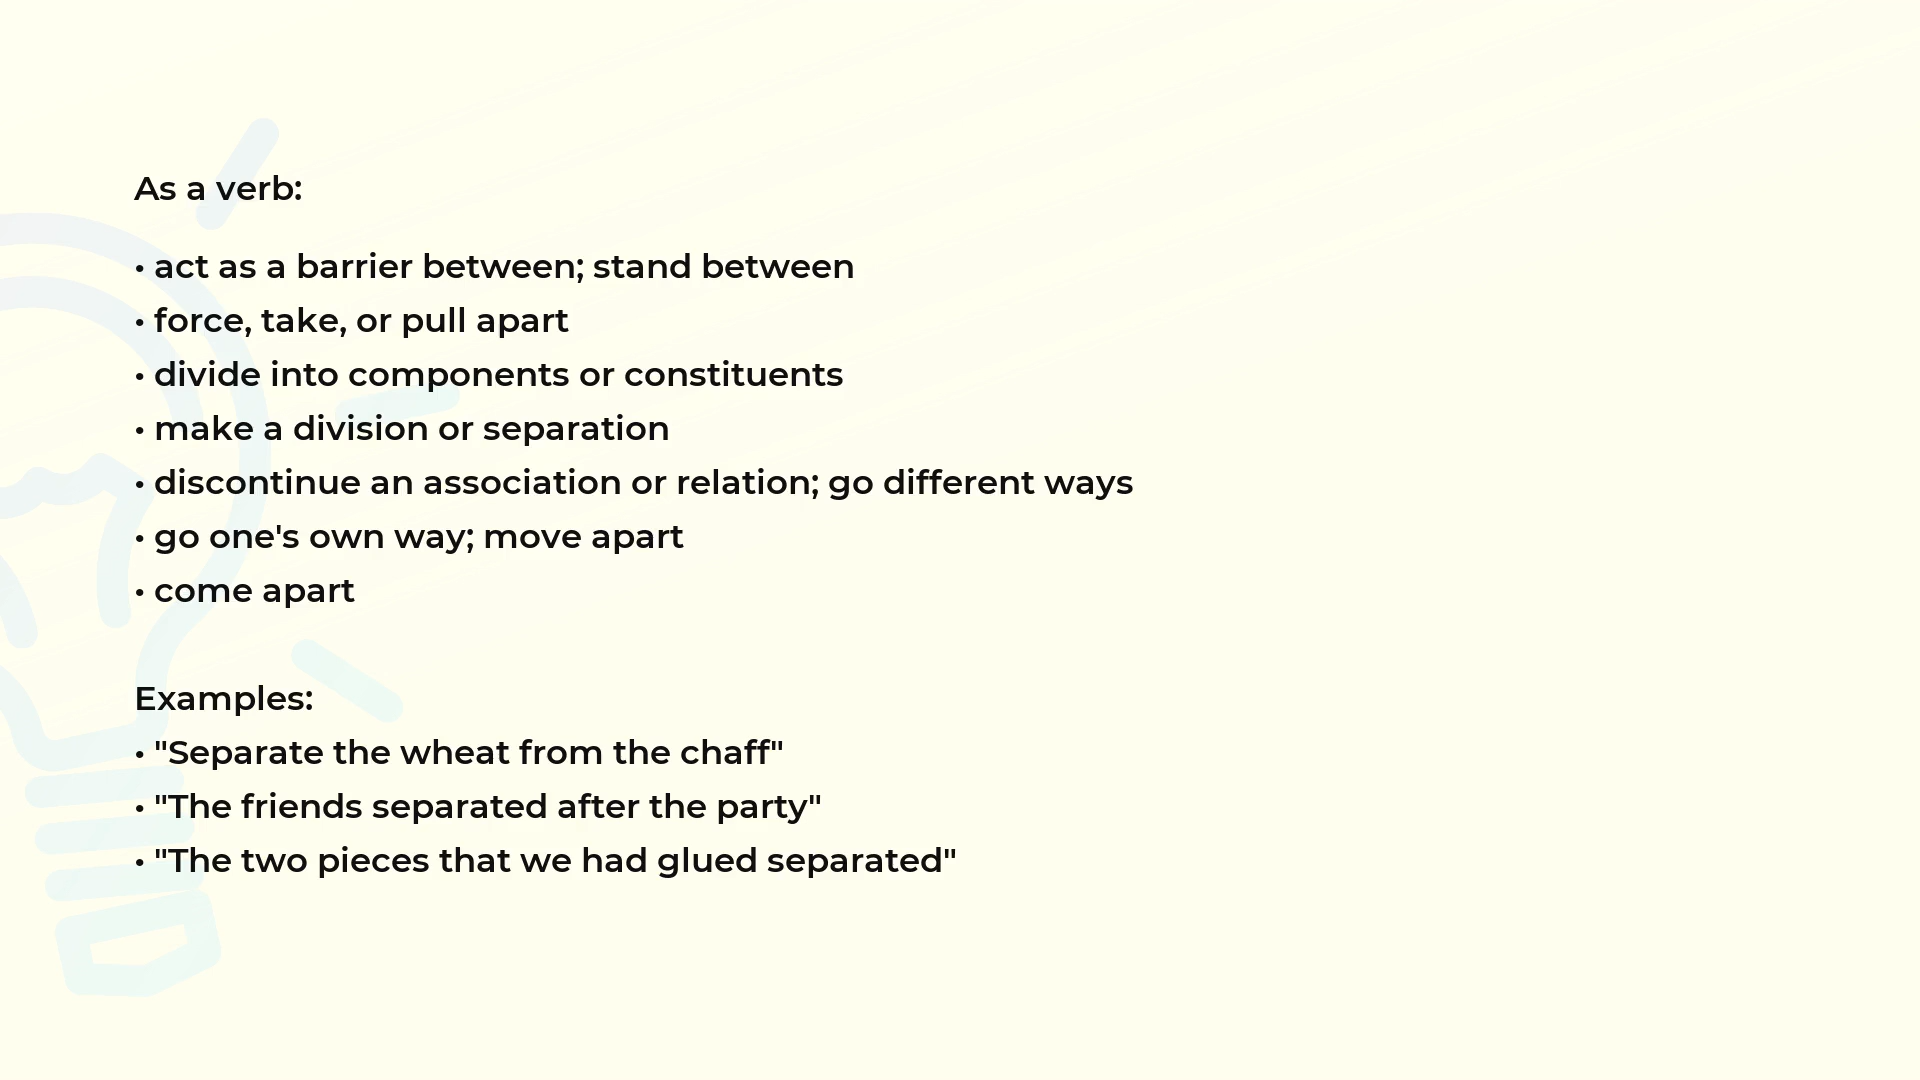 As a verb:
• act as a barrier between; stand between
• force, take, or pull apart
• divide into components or constituents
• make a division or separation
• discontinue an association or relation; go different ways
• go one's own way; move apart
• come apart
Examples:
• "Separate the wheat from the chaff"
• "The friends separated after the party"
• "The two pieces that we had glued separated"